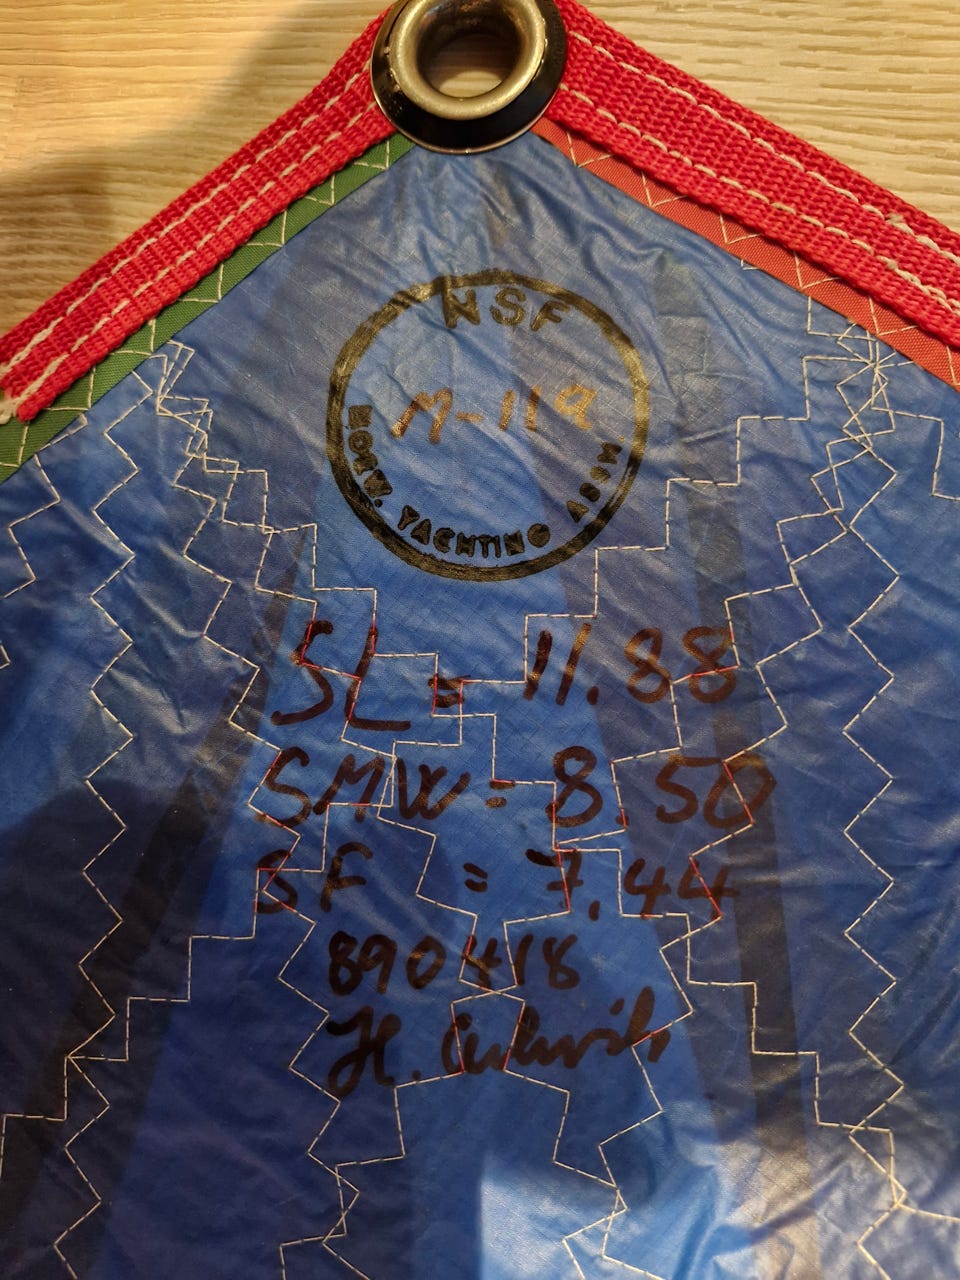 NSF
M-119
NORW. YACHTING ASSN
SL = 11.88
SMW = 8.50
SF = 7,44
890418
H.